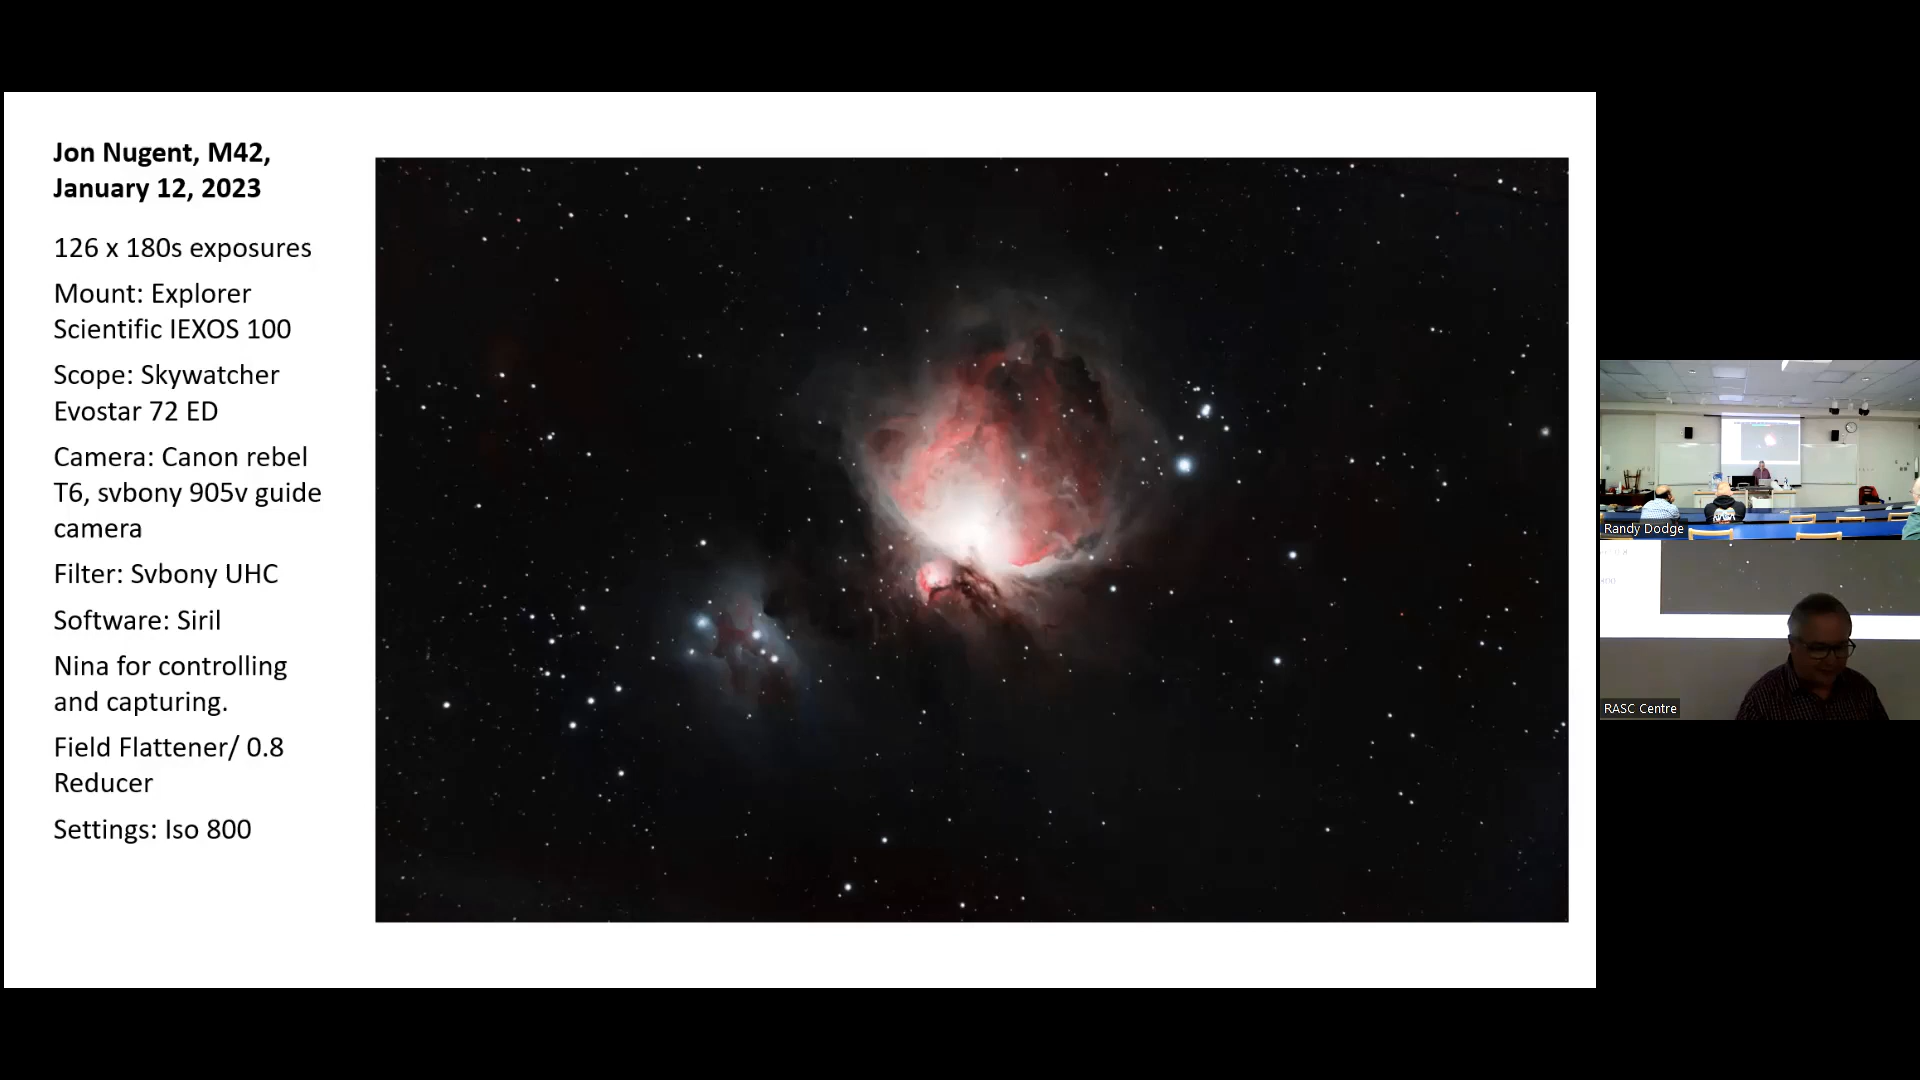 Jon Nugent, M42,
January 12, 2023
126 x 180s exposures
Mount: Explorer
Scientific IEXOS 100
Scope: Skywatcher
Evostar 72 ED
Camera: Canon rebel
T6, svbony 905v guide
camera
Filter: Svbony UHC
Software: Siril
Nina for controlling
and capturing.
Field Flattener/ 0.8
Reducer
Settings: Iso 800
Randy Dodge
RASC Centre